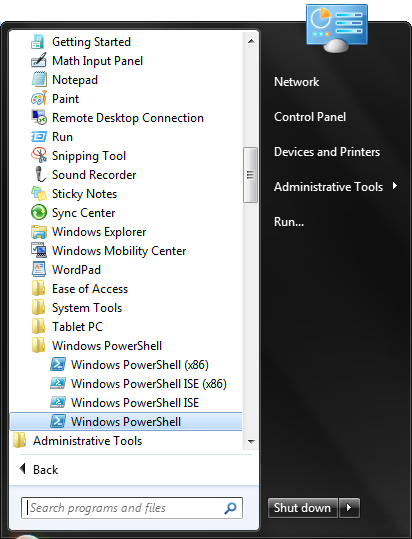 Getting Started
Math Input Panel
Notepad
Paint
Remote Desktop Connection
Run
Snipping Tool
Sound Recorder
Sticky Notes
Sync Center
Windows Explorer
Windows Mobility Center
WordPad
Ease of Access
System Tools
Tablet PC
Windows PowerShell
Windows PowerShell (x86)
Windows PowerShell ISE (x86)
Windows PowerShell ISE
Windows PowerShell
Administrative Tools
Back
Search programs and files
Network
Control Panel
Devices and Printers
Administrative Tools
Run...
Shut down